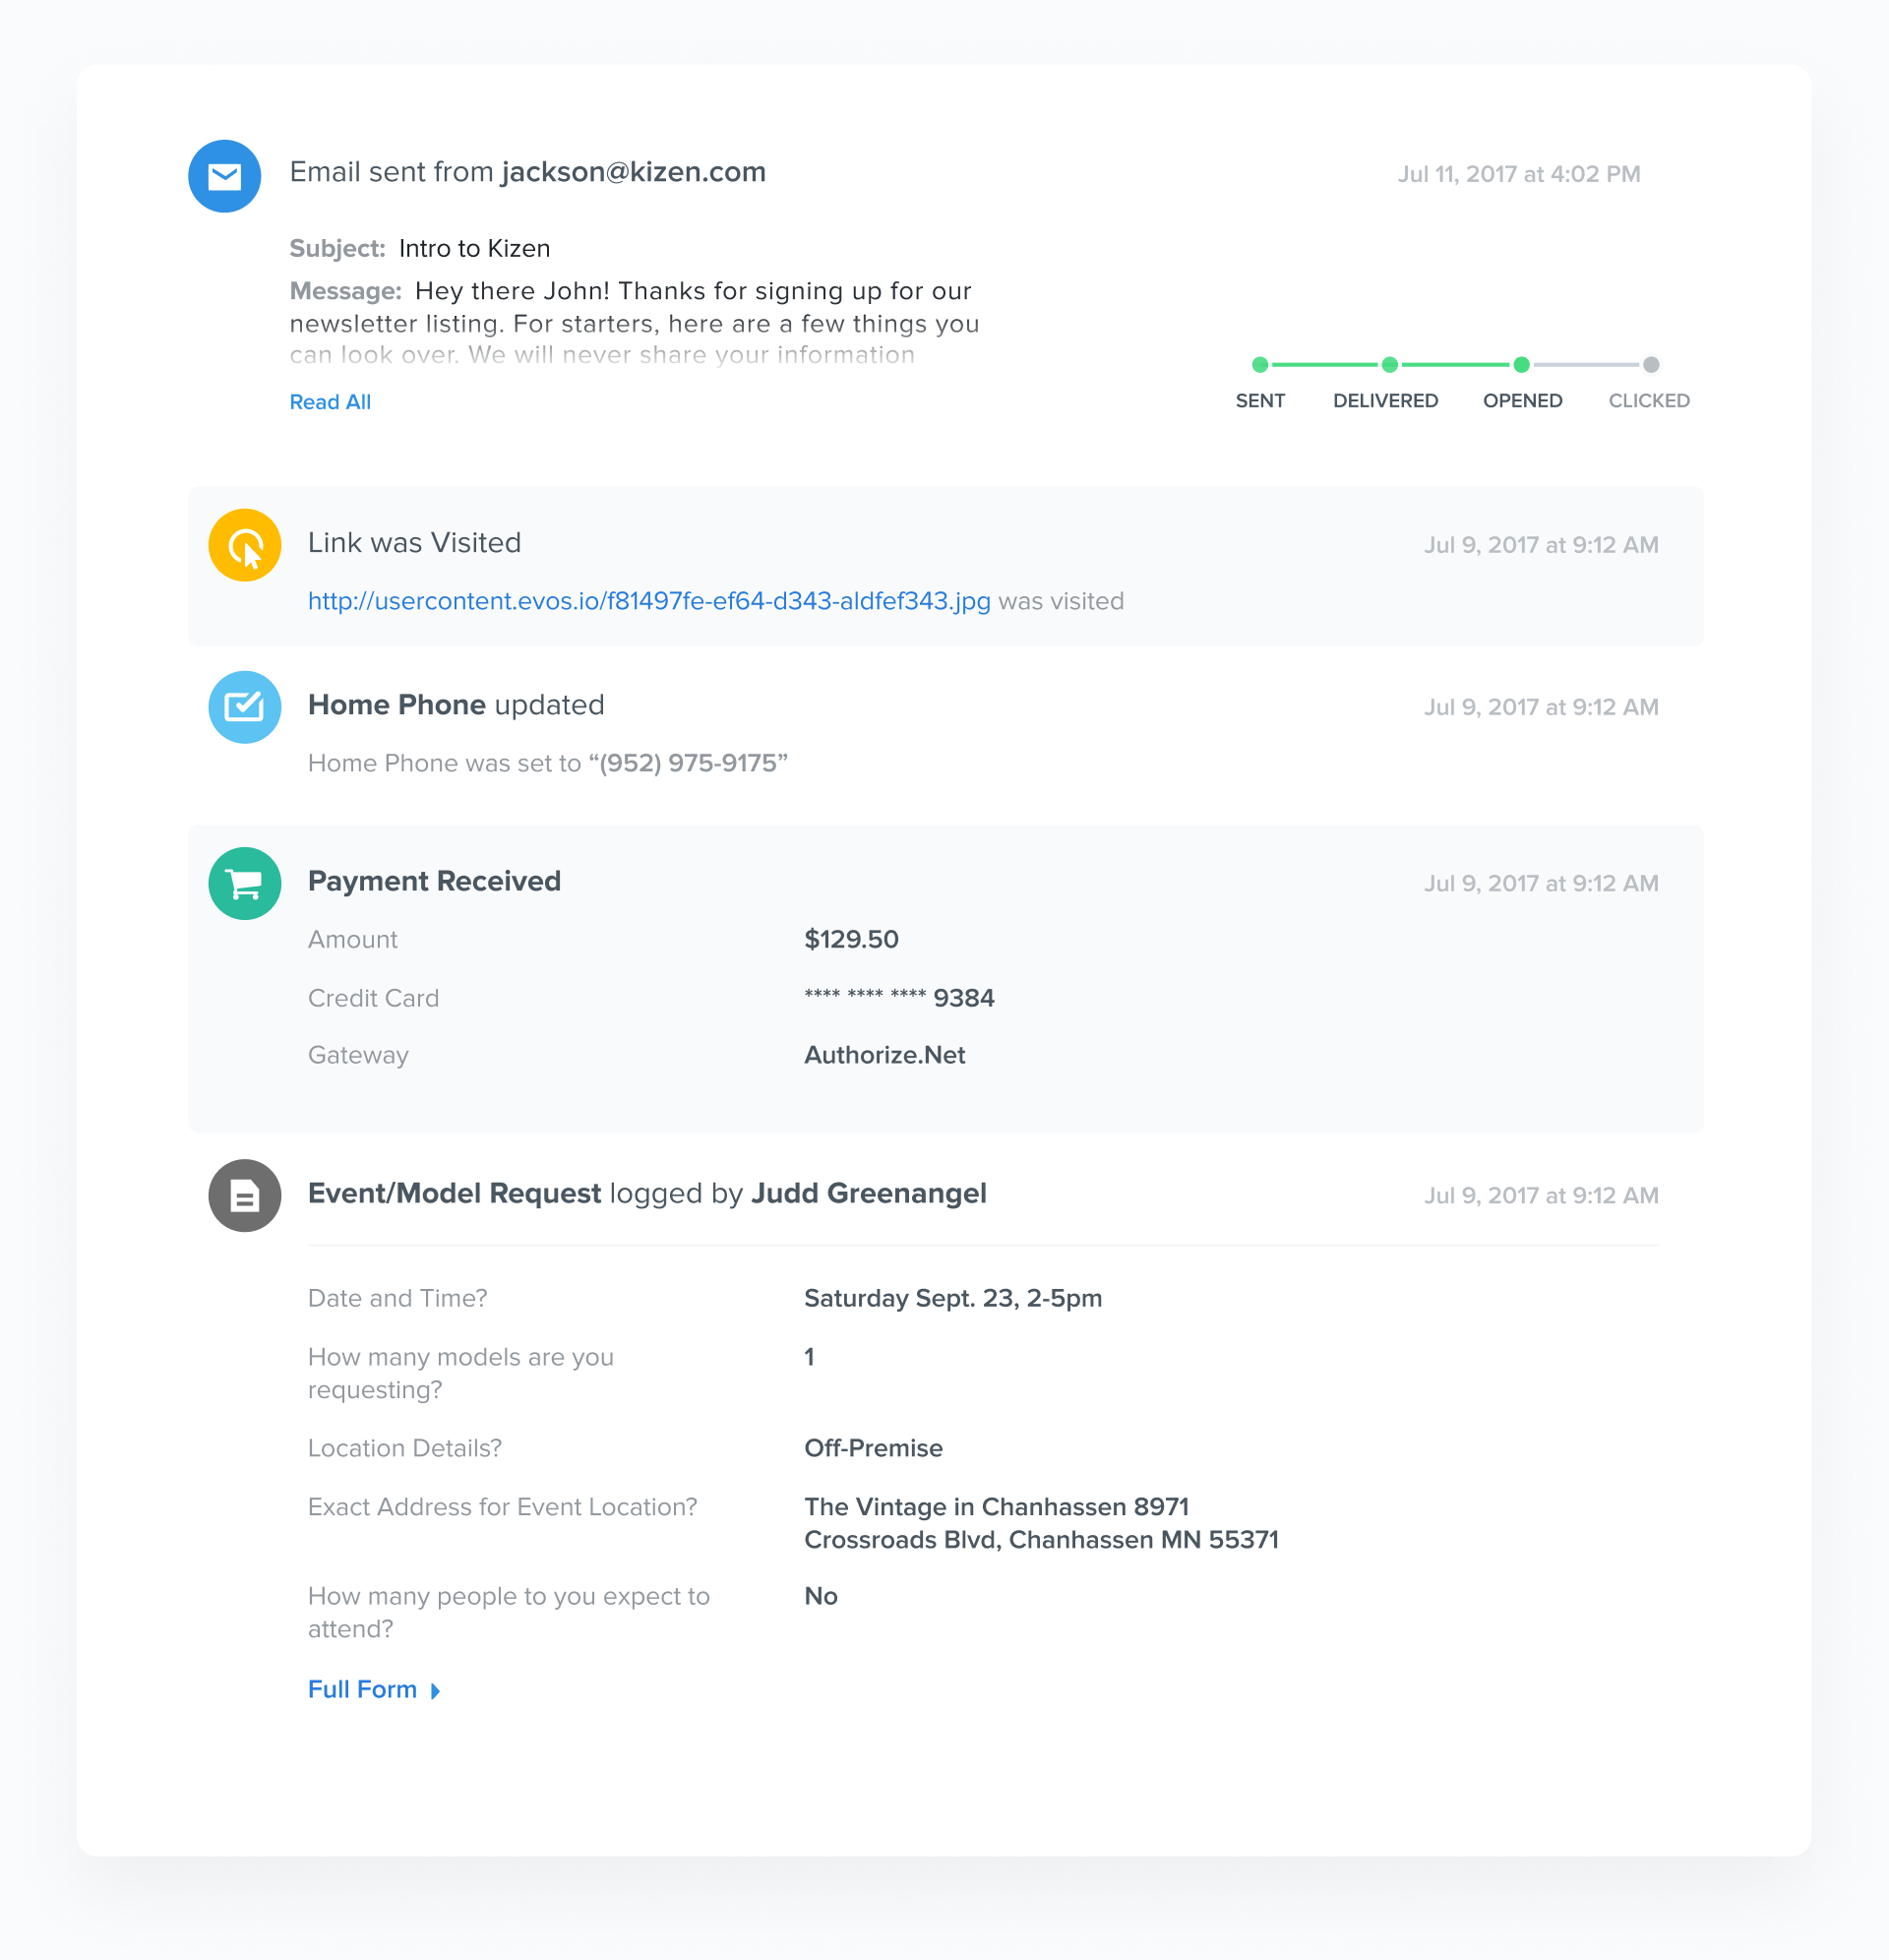 Email sent from jackson@kizen.com
Jul 11, 2017 at 4:02 PM
Subject: Intro to Kizen
Message: Hey there John! Thanks for signing up for our
newsletter listing. For starters, here are a few things you
can look over. We will never share your information
Read All
SENT DELIVERED OPENED CLICKED
Link was Visited
Jul 9, 2017 at 9:12 AM
http://usercontent.evos.io/f81497fe-ef64-d343-aldfef343.jpg was visited
Home Phone updated
Jul 9, 2017 at 9:12 AM
Home Phone was set to “(952) 975-9175”
Payment Received
Jul 9, 2017 at 9:12 AM
Amount $129.50
Credit Card **** **** **** 9384
Gateway Authorize.Net
Event/Model Request logged by Judd Greenangel
Jul 9, 2017 at 9:12 AM
Date and Time? Saturday Sept. 23, 2-5pm
How many models are you
requesting?
1
Location Details? Off-Premise
Exact Address for Event Location?
The Vintage in Chanhassen 8971
Crossroads Blvd, Chanhassen MN 55371
How many people to you expect to
attend?
No
Full Form